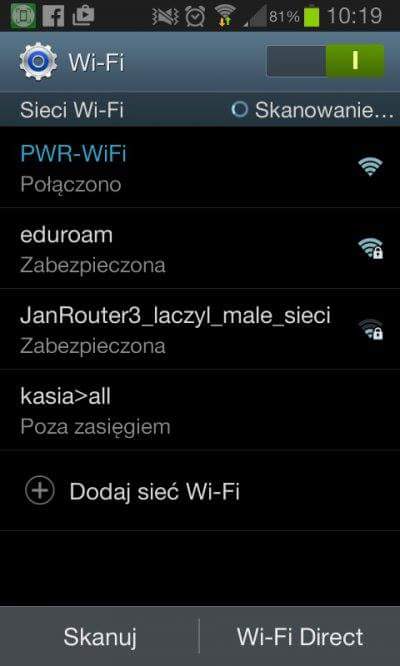 81% 10:19
Wi-Fi
Sieci Wi-Fi Skanowanie...
PWR-WiFi
Połączono
eduroam
Zabezpieczona
JanRouter3_laczyl_male_sieci
Zabezpieczona
kasia>all
Poza zasięgiem
Dodaj sieć Wi-Fi
Skanuj Wi-Fi Direct